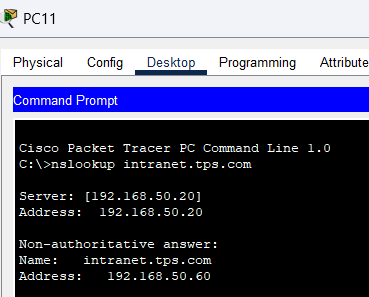 PC11
Physical Config Desktop Programming Attribute
Command Prompt
Cisco Packet Tracer PC Command Line 1.0
C:\>nslookup intranet.tps.com
Server: [192.168.50.20]
Address:  192.168.50.20
Non-authoritative answer:
Name:   intranet.tps.com
Address:   192.168.50.60